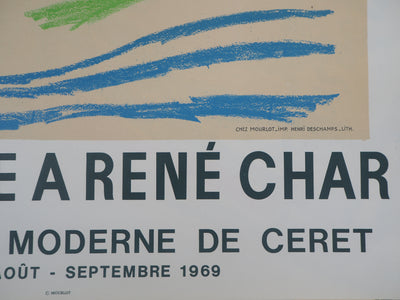 CHEZ MOURLOT_IMP. HENRI DESCHAMPS_LITH.
E A RENÉ CHAR
MODERNE DE CERET
AOÛT - SEPTEMBRE 1969
© MOURLOT